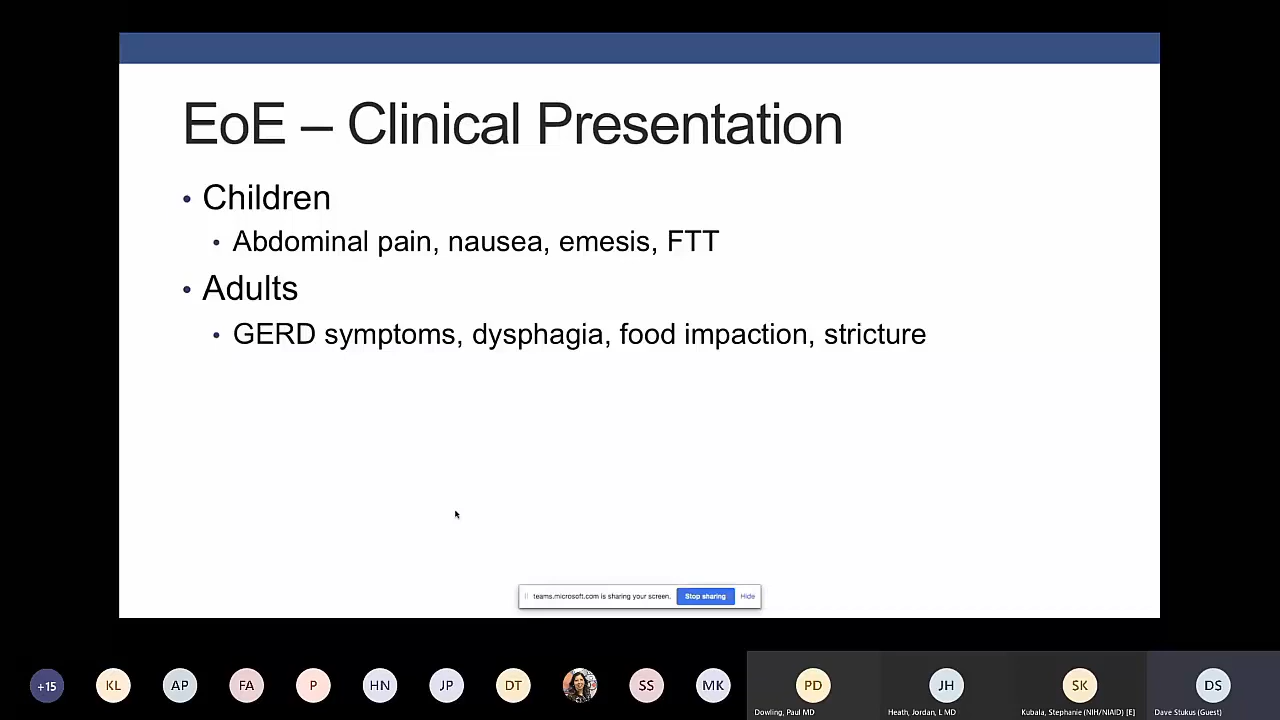 EoE – Clinical Presentation
• Children
• Abdominal pain, nausea, emesis, FTT
• Adults
• GERD symptoms, dysphagia, food impaction, stricture
teams.microsoft.com is sharing your screen. Stop sharing Hide
+15 KL AP FA P HN JP DT SS MK PD JH SK DS
Dowling, Paul MD Heath, Jordan, L MD Kubala, Stephanie (NIH/NIAID) [E] Dave Stukus (Guest)